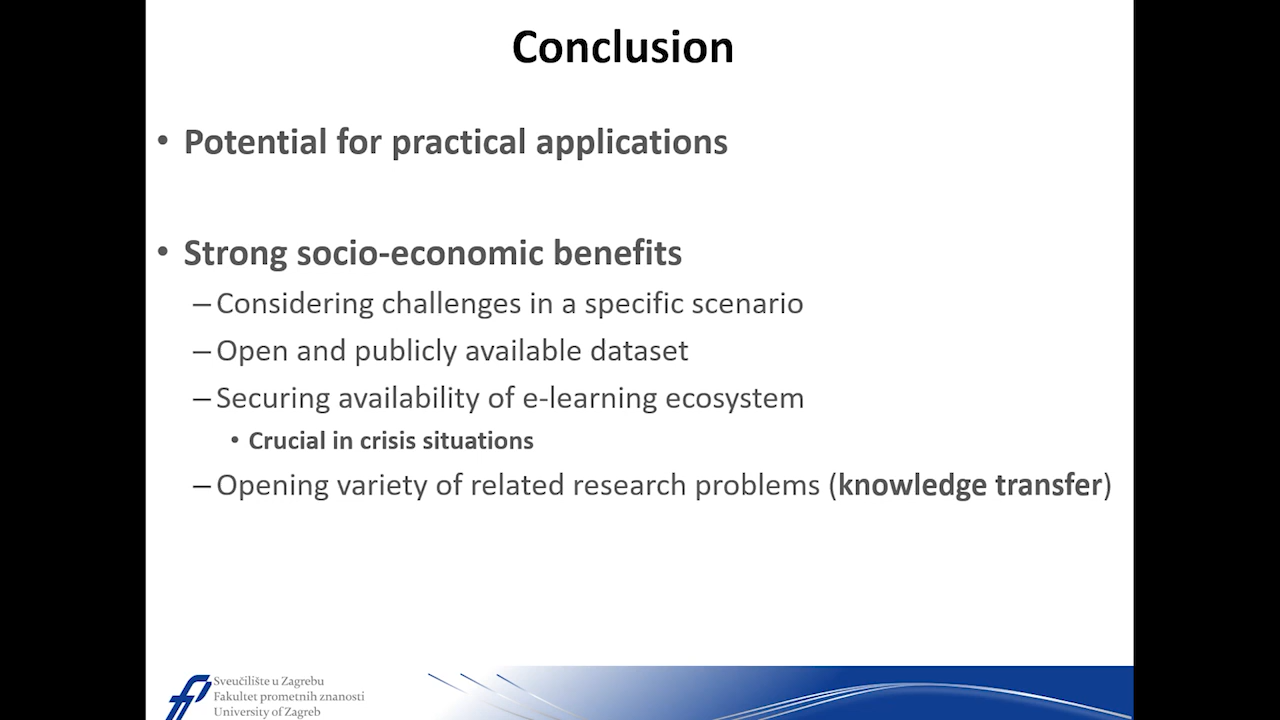 Conclusion
• Potential for practical applications
• Strong socio-economic benefits
– Considering challenges in a specific scenario
– Open and publicly available dataset
– Securing availability of e-learning ecosystem
• Crucial in crisis situations
– Opening variety of related research problems (knowledge transfer)
Sveučilište u Zagrebu
Fakultet prometnih znanosti
University of Zagreb